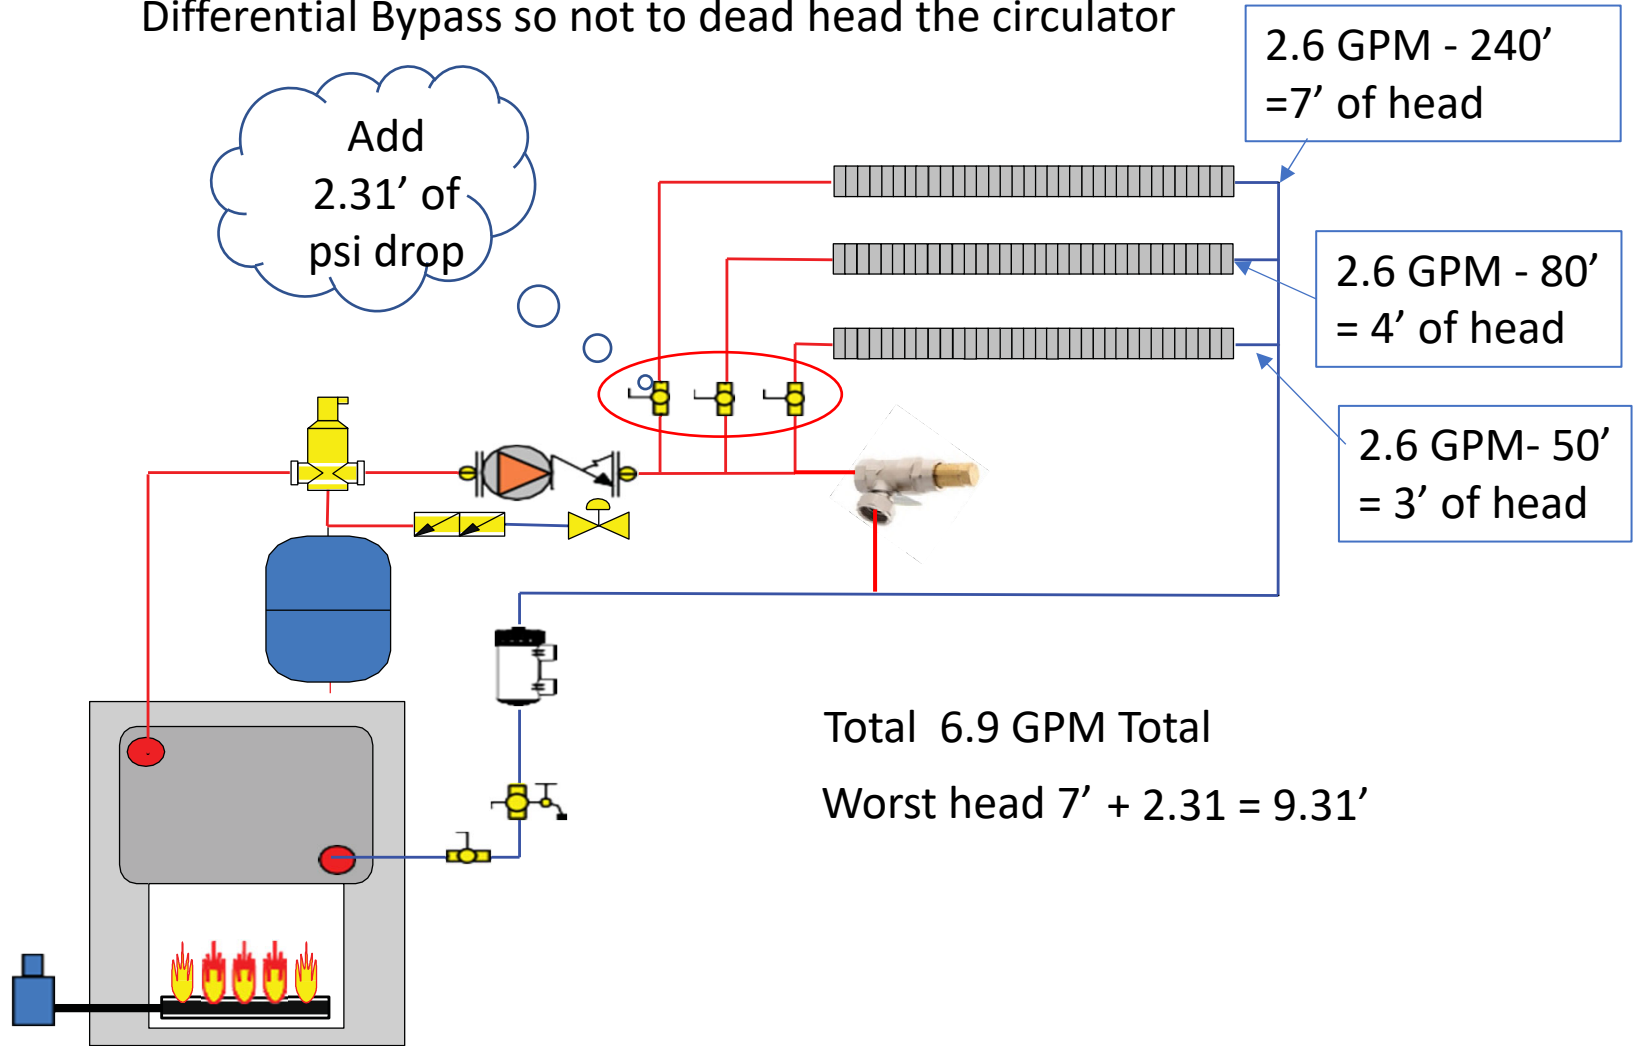 Differential Bypass so not to dead head the circulator
2.6 GPM - 240’
=7’ of head
Add
2.31’ of
psi drop
2.6 GPM - 80’
= 4’ of head
2.6 GPM- 50’
= 3’ of head
Total 6.9 GPM Total
Worst head 7’ + 2.31 = 9.31’